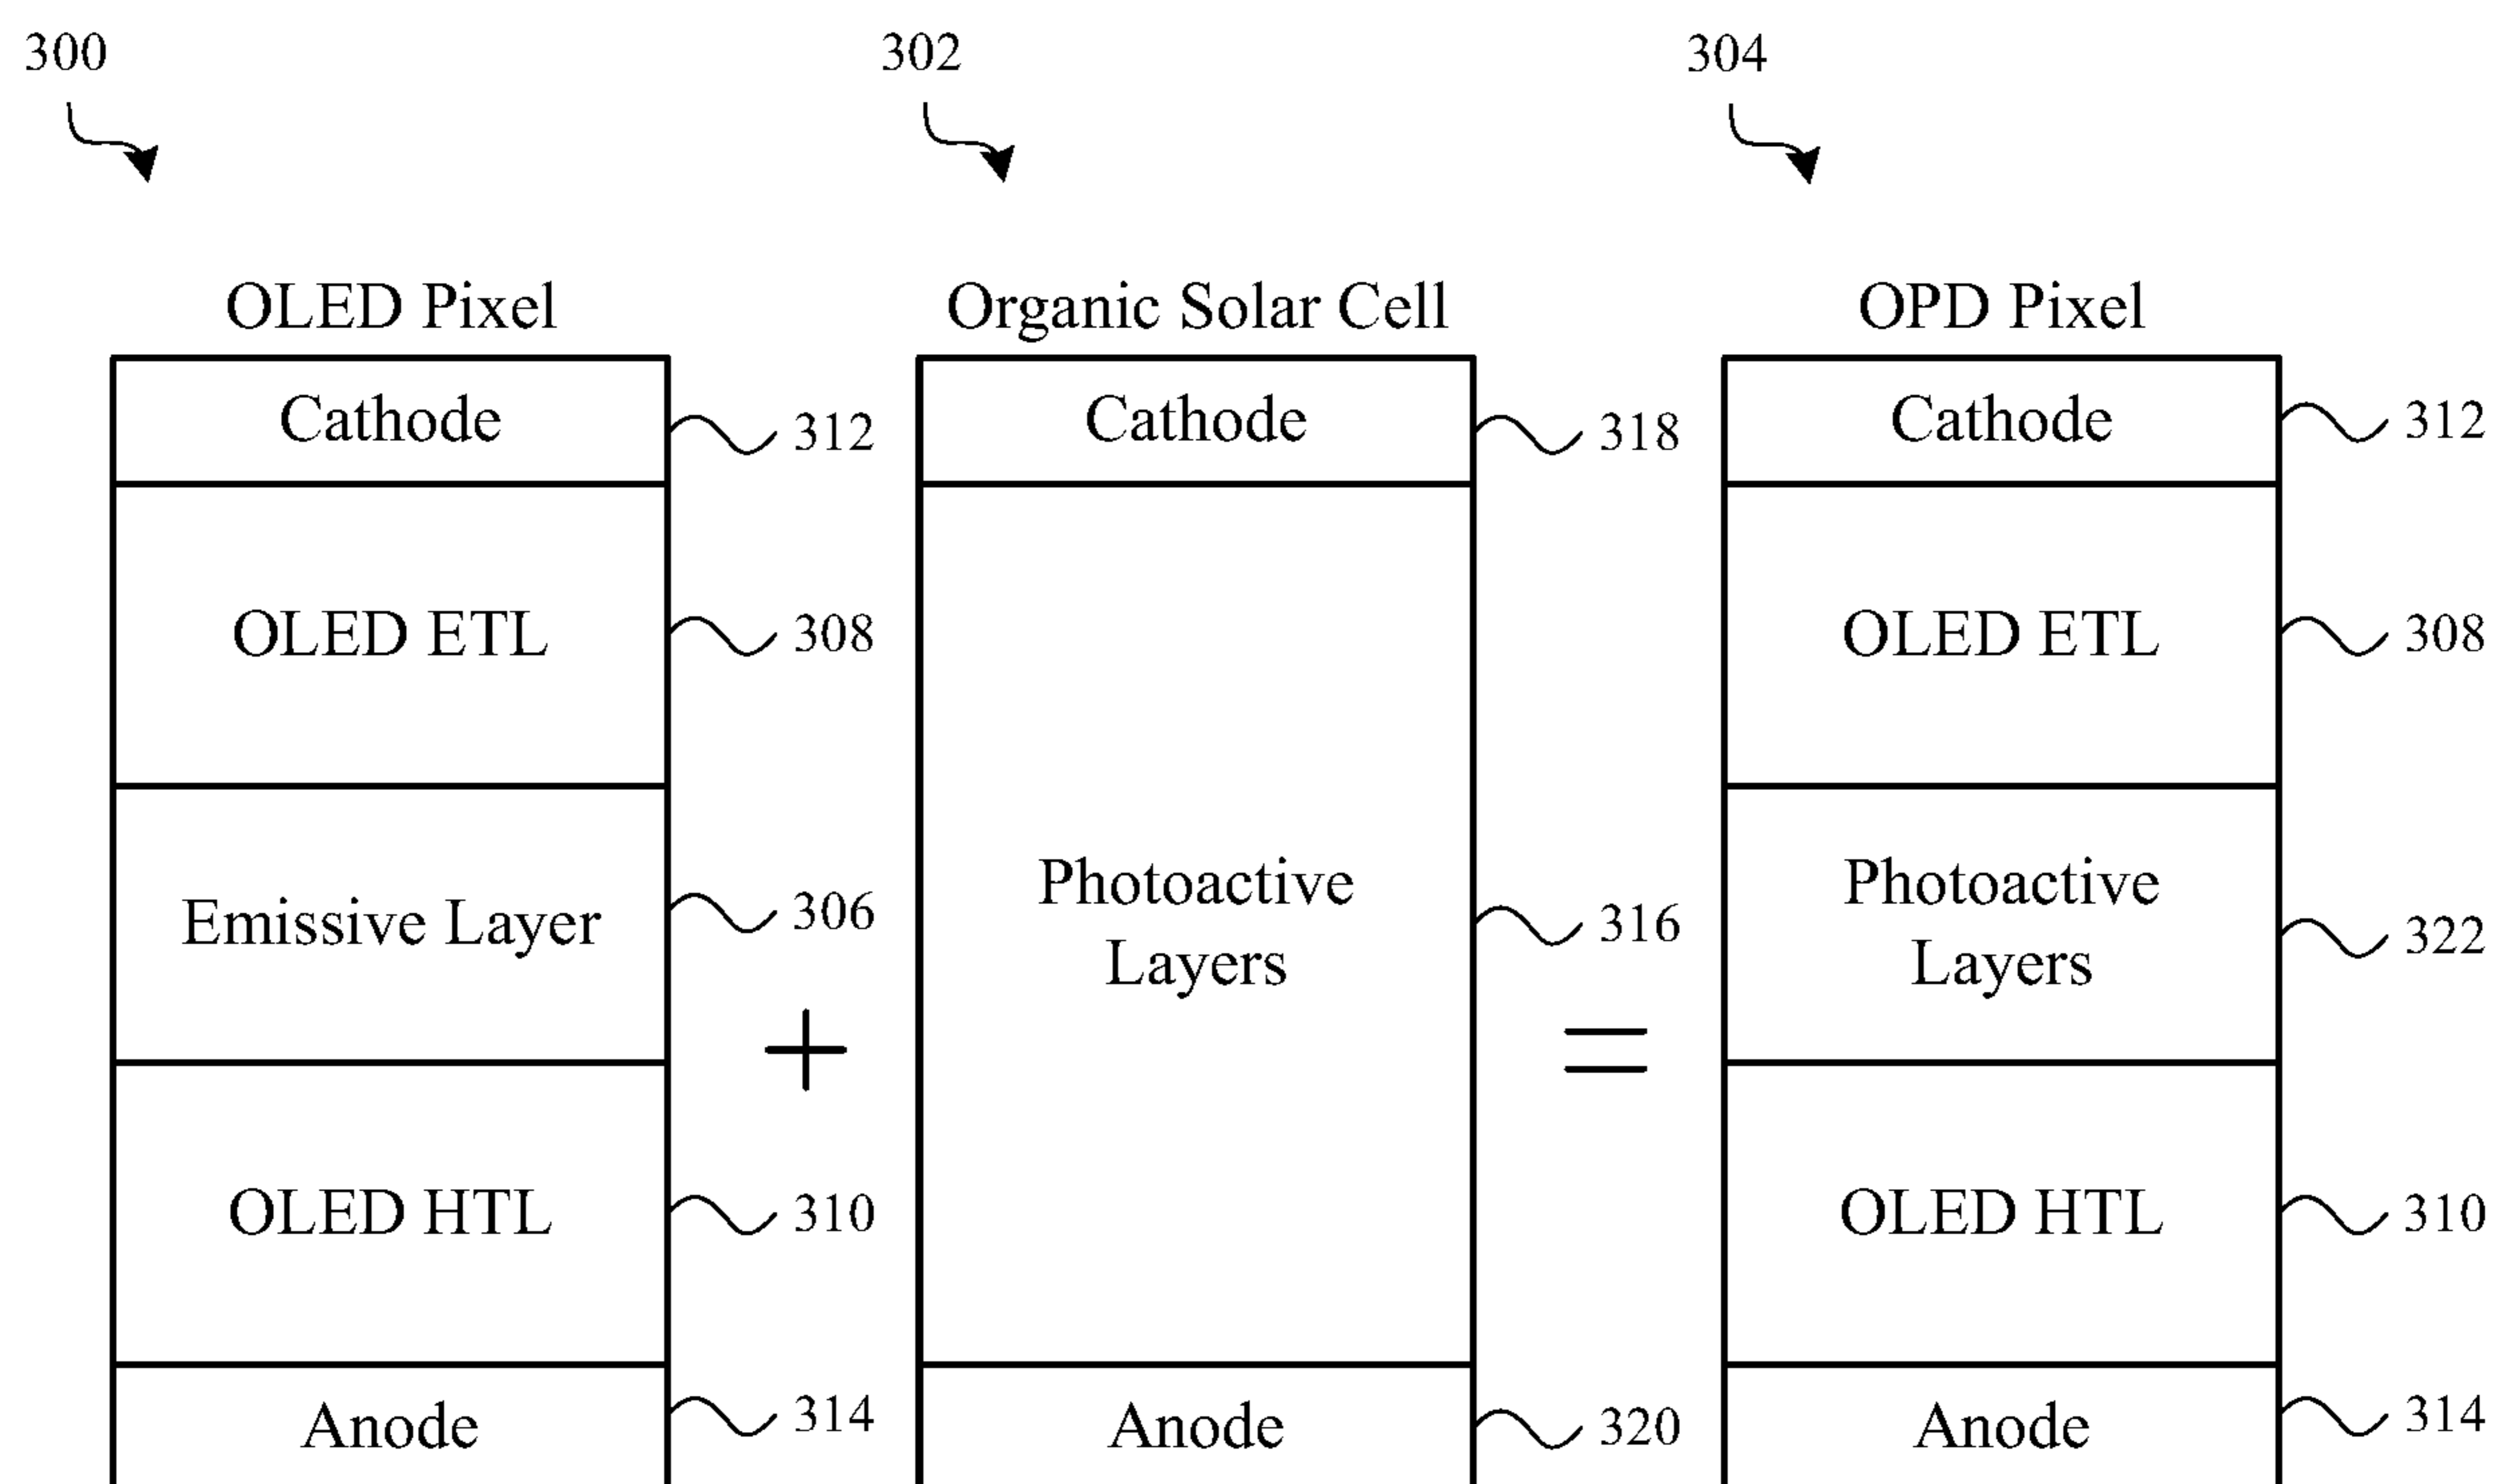 300
302
304
OLED Pixel
Organic Solar Cell
OPD Pixel
Cathode
312
Cathode
318
Cathode
312
OLED ETL
308
OLED ETL
308
Emissive Layer
306
Photoactive
Layers
316
Photoactive
Layers
322
+
=
OLED HTL
310
OLED HTL
310
Anode
314
Anode
320
Anode
314